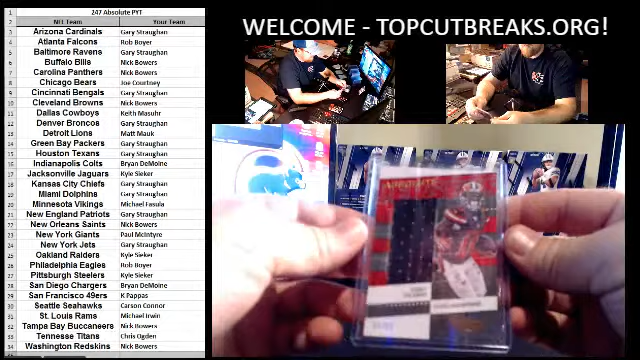 WELCOME - TOPCUTBREAKS.ORG!
247 Absolute PYT
NFL Team Your Team
Arizona Cardinals Gary Straughan
Atlanta Falcons Rob Boyer
Baltimore Ravens Gary Straughan
Buffalo Bills Nick Bowers
Carolina Panthers Nick Bowers
Chicago Bears Joe Courtney
Cincinnati Bengals Gary Straughan
Cleveland Browns Nick Bowers
Dallas Cowboys Keith Masuhr
Denver Broncos Gary Straughan
Detroit Lions Matt Mauk
Green Bay Packers Gary Straughan
Houston Texans Gary Straughan
Indianapolis Colts Bryan DeMoine
Jacksonville Jaguars Kyle Sieker
Kansas City Chiefs Gary Straughan
Miami Dolphins Gary Straughan
Minnesota Vikings Michael Fasula
New England Patriots Gary Straughan
New Orleans Saints Nick Bowers
New York Giants Paul McIntyre
New York Jets Gary Straughan
Oakland Raiders Kyle Sieker
Philadelphia Eagles Rob Boyer
Pittsburgh Steelers Kyle Sieker
San Diego Chargers Bryan DeMoine
San Francisco 49ers K Pappas
Seattle Seahawks Carson Connor
St. Louis Rams Michael Irwin
Tampa Bay Buccaneers Nick Bowers
Tennesse Titans Chris Ogden
Washington Redskins Nick Bowers